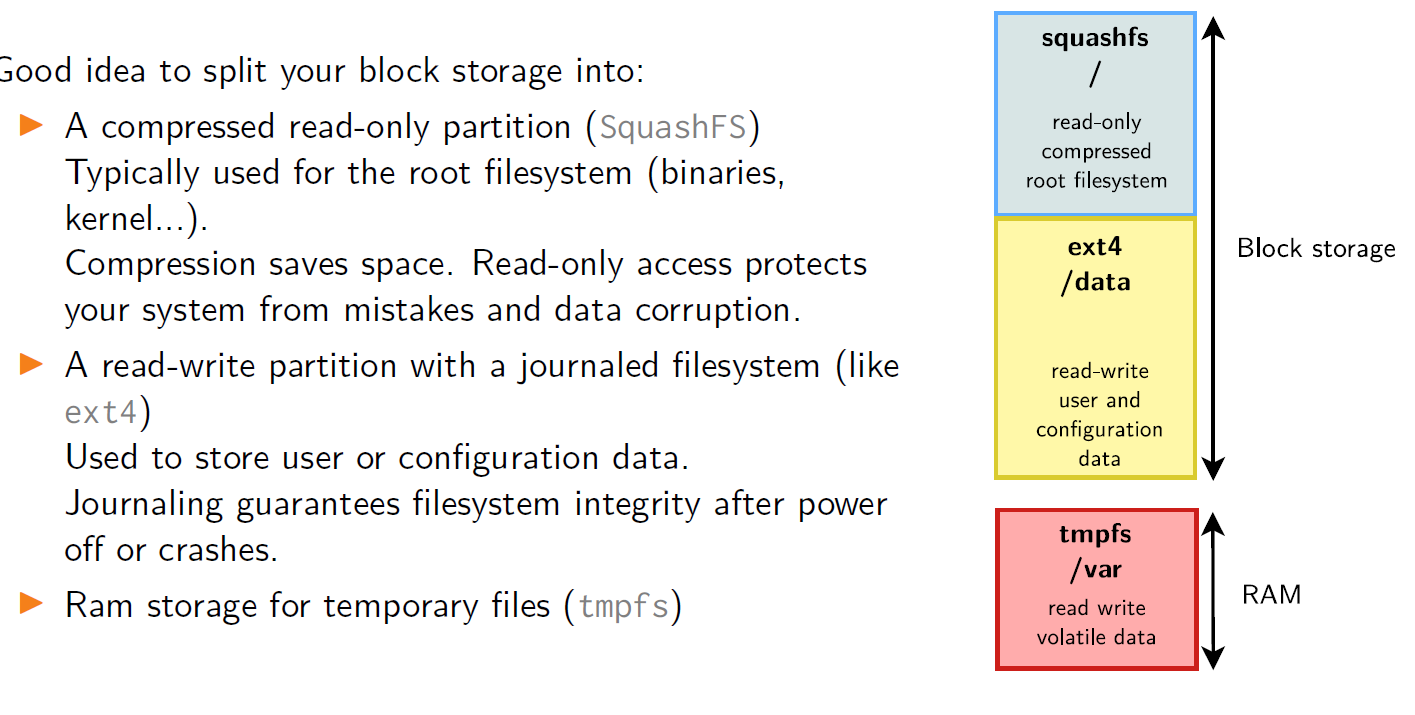 Good idea to split your block storage into:
▶ A compressed read-only partition (SquashFS)
Typically used for the root filesystem (binaries,
kernel...).
Compression saves space. Read-only access protects
your system from mistakes and data corruption.
▶ A read-write partition with a journaled filesystem (like
ext4)
Used to store user or configuration data.
Journaling guarantees filesystem integrity after power
off or crashes.
▶ Ram storage for temporary files (tmpfs)
squashfs
/
read-only
compressed
root filesystem
ext4
/data
read-write
user and
configuration
data
Block storage
tmpfs
/var
read write
volatile data
RAM